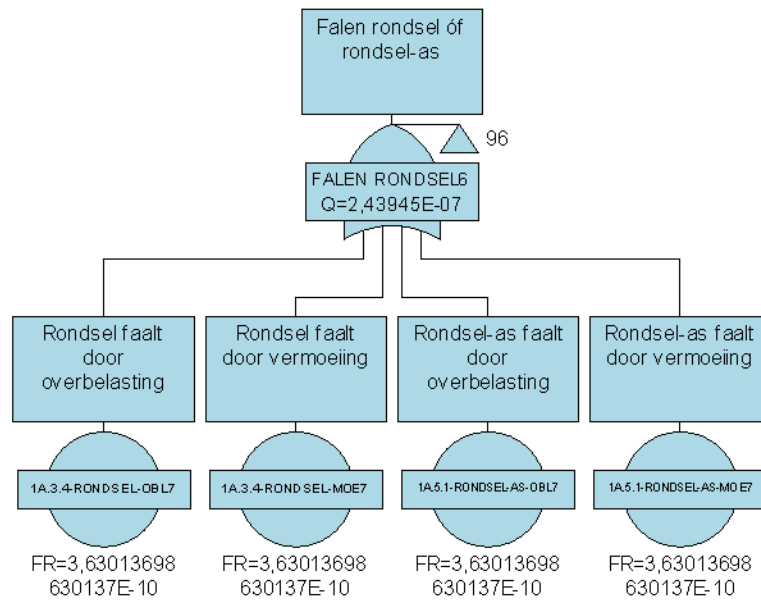 Falen rondsel óf
rondsel-as
96
FALEN RONDSEL6
Q=2,43945E-07
Rondsel faalt
door
overbelasting
Rondsel faalt
door vermoeiing
Rondsel-as faalt
door
overbelasting
Rondsel-as faalt
door vermoeiing
1A.3.4-RONDSEL-OBL7
1A.3.4-RONDSEL-MOE7
1A.5.1-RONDSEL-AS-OBL7
1A.5.1-RONDSEL-AS-MOE7
FR=3,63013698
630137E-10
FR=3,63013698
630137E-10
FR=3,63013698
630137E-10
FR=3,63013698
630137E-10